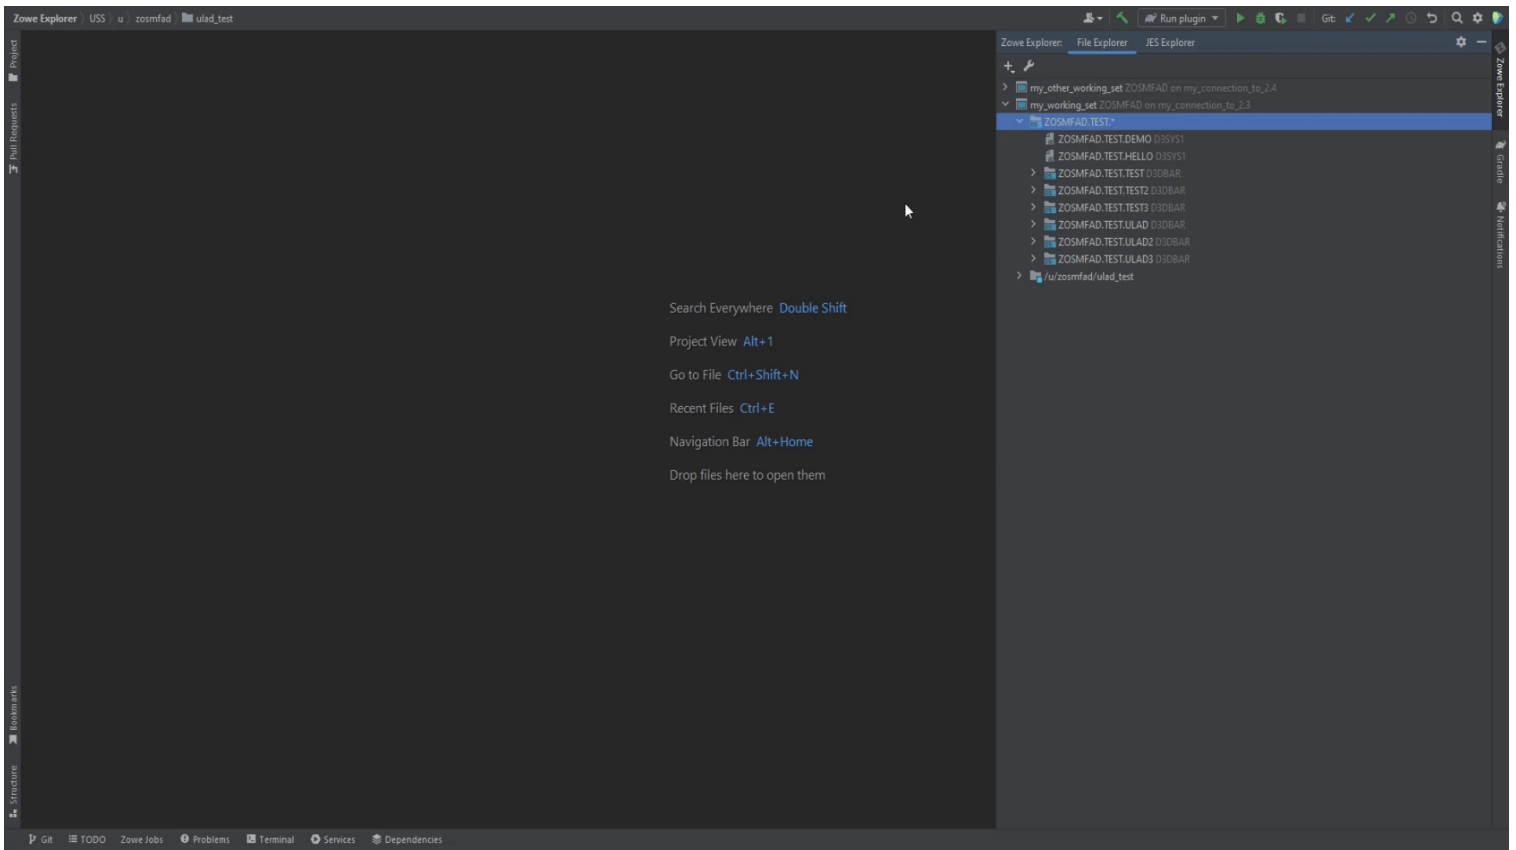 Zowe Explorer USS u zosmfad ulad_test
Run plugin Git:
Project
Pull Requests
Bookmarks
Structure
Zowe Explorer: File Explorer JES Explorer
my_other_working_set ZOSMFAD on my_connection_to_2.4
my_working_set ZOSMFAD on my_connection_to_2.3
ZOSMFAD.TEST.*
ZOSMFAD.TEST.DEMO D3SYS1
ZOSMFAD.TEST.HELLO D3SYS1
ZOSMFAD.TEST.TEST D3DBAR
ZOSMFAD.TEST.TEST2 D3DBAR
ZOSMFAD.TEST.TEST3 D3DBAR
ZOSMFAD.TEST.ULAD D3DBAR
ZOSMFAD.TEST.ULAD2 D3DBAR
ZOSMFAD.TEST.ULAD3 D3DBAR
/u/zosmfad/ulad_test
Zowe Explorer
Gradle
Notifications
Search Everywhere Double Shift
Project View Alt+1
Go to File Ctrl+Shift+N
Recent Files Ctrl+E
Navigation Bar Alt+Home
Drop files here to open them
Git TODO Zowe Jobs Problems Terminal Services Dependencies